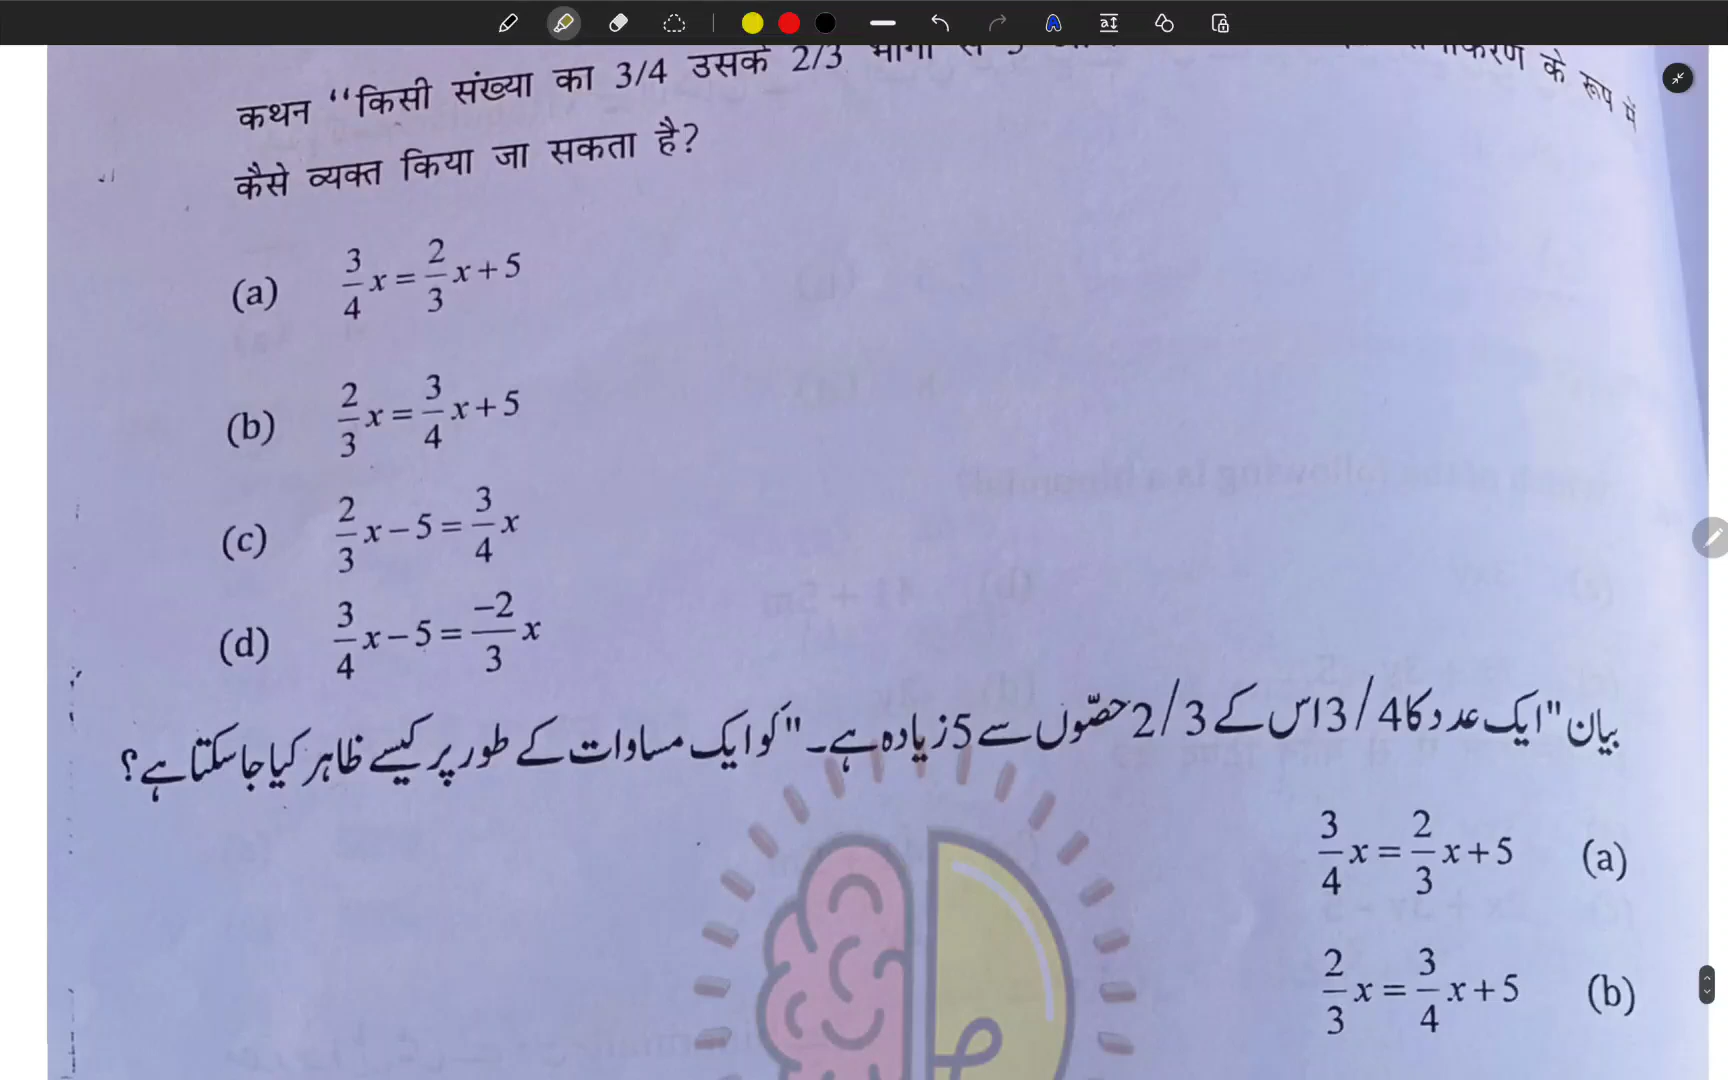 कथन “किसी संख्या का 3/4 उसके 2/3 भागों से 5 के रूप में
कैसे व्यक्त किया जा सकता है?
(a) 3/4 x = 2/3 x + 5
(b) 2/3 x = 3/4 x + 5
(c) 2/3 x − 5 = 3/4 x
(d) 3/4 x − 5 = −2/3 x
بیان "ایک عدد کا 3/4 اس کے 2/3 حصّوں سے 5 زیادہ ہے۔" کو ایک مساوات کے طور پر کیسے ظاہر کیا جا سکتا ہے؟
3/4 x = 2/3 x + 5 (a)
2/3 x = 3/4 x + 5 (b)